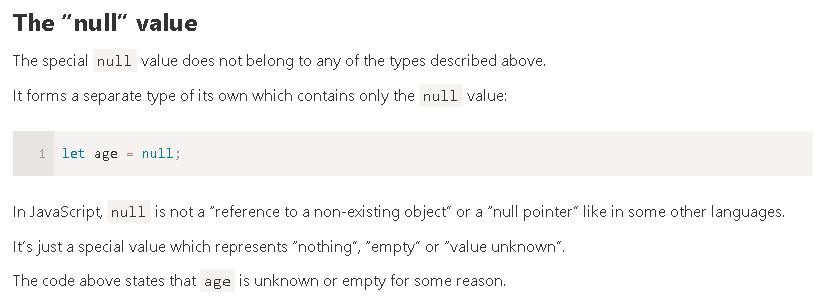 The “null” value
The special null value does not belong to any of the types described above.
It forms a separate type of its own which contains only the null value:
1 let age = null;
In JavaScript, null is not a “reference to a non-existing object” or a “null pointer” like in some other languages.
It’s just a special value which represents “nothing”, “empty” or “value unknown”.
The code above states that age is unknown or empty for some reason.